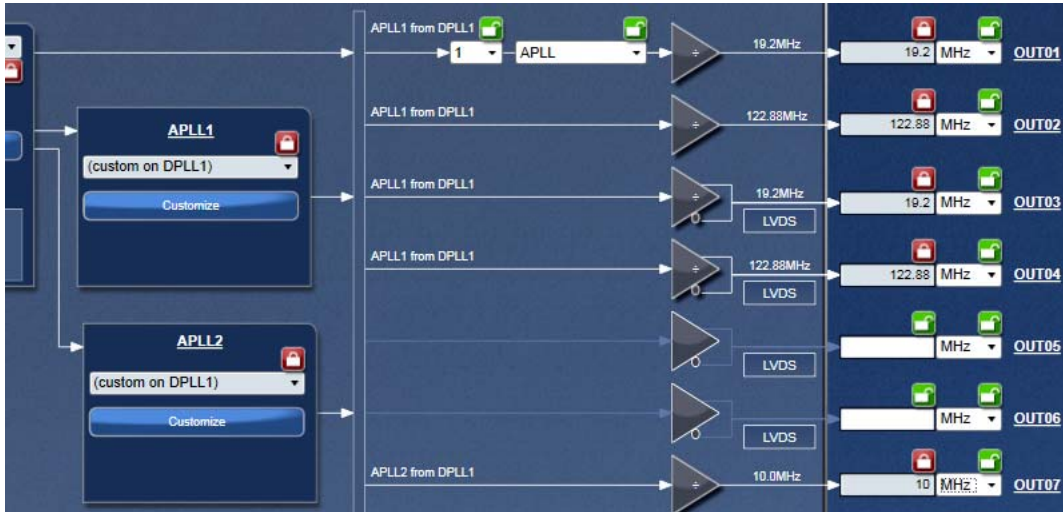 APLL1 from DPLL1
1 APLL 19.2MHz 19.2 MHz OUT01
APLL1
(custom on DPLL1)
Customize
APLL1 from DPLL1 122.88MHz 122.88 MHz OUT02
APLL1 from DPLL1 19.2MHz 19.2 MHz OUT03
LVDS
APLL1 from DPLL1 122.88MHz 122.88 MHz OUT04
LVDS
APLL2
(custom on DPLL1)
Customize
MHz OUT05
LVDS
MHz OUT06
LVDS
APLL2 from DPLL1 10.0MHz 10 MHz OUT07